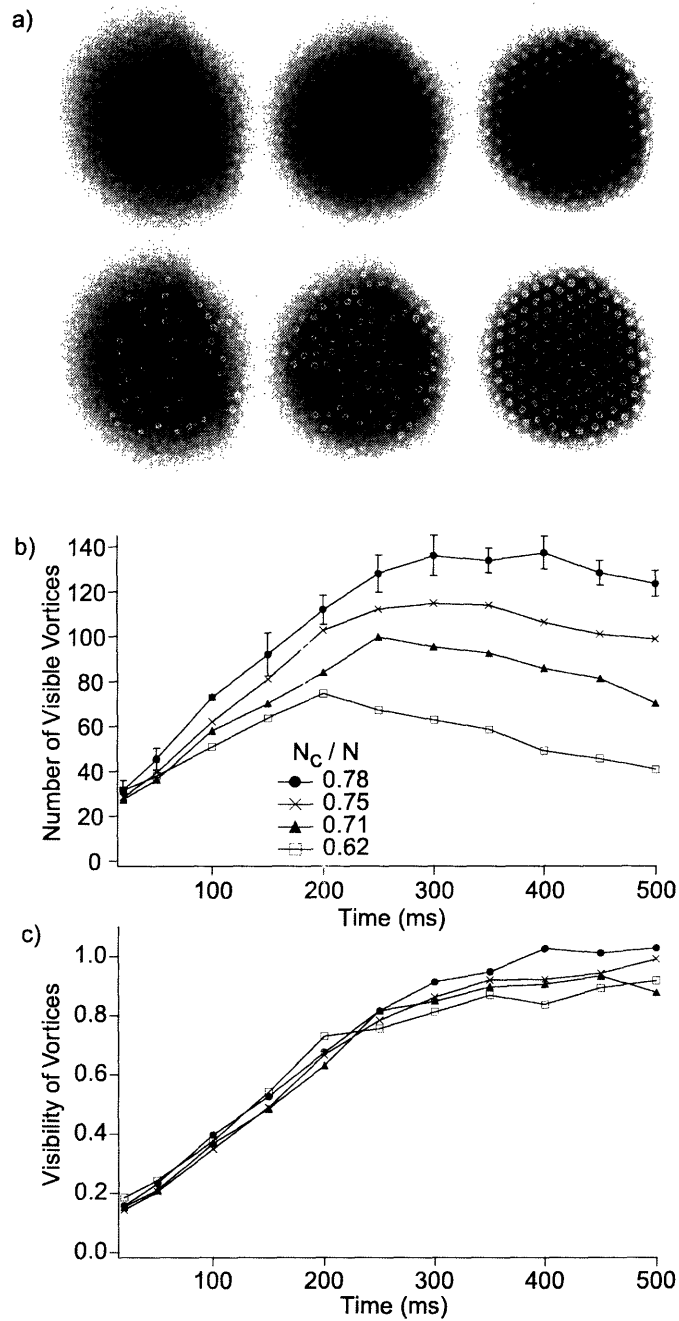 a)
b)
140
120
100
80
60
40
20
0
Number of Visible Vortices
N_C / N
0.78
0.75
0.71
0.62
100 200 300 400 500
Time (ms)
c)
1.0
0.8
0.6
0.4
0.2
0.0
Visibility of Vortices
100 200 300 400 500
Time (ms)